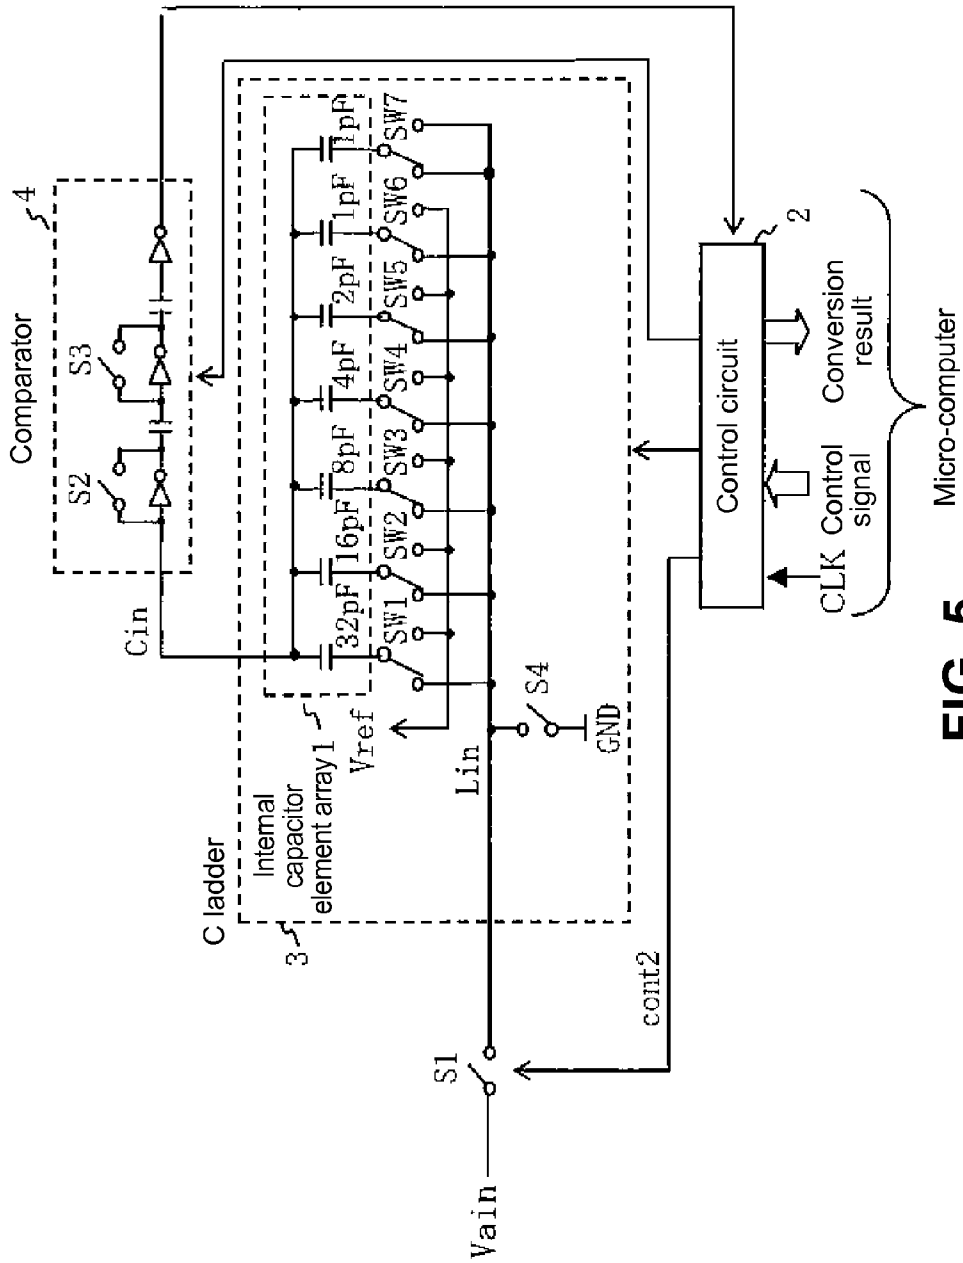 Comparator
4
S2
S3
Cin
C ladder
3
Internal
capacitor
element array1
32pF
16pF
8pF
4pF
2pF
1pF
1pF
SW1
SW2
SW3
SW4
SW5
SW6
SW7
Vref
Lin
S4
GND
Vain
S1
cont2
Control circuit
2
CLK
Control
signal
Conversion
result
Micro-computer
FIG. 5